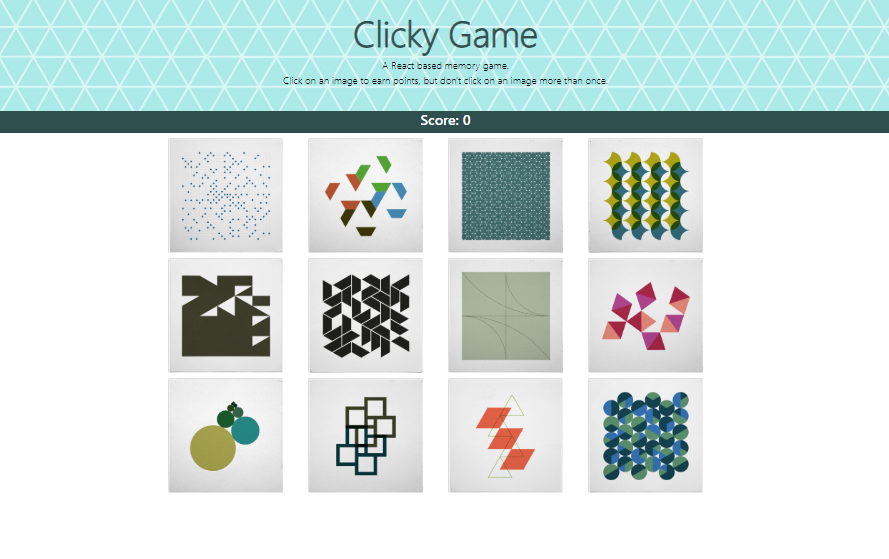 Clicky Game
A React based memory game.
Click on an image to earn points, but don't click on an image more than once.
Score: 0